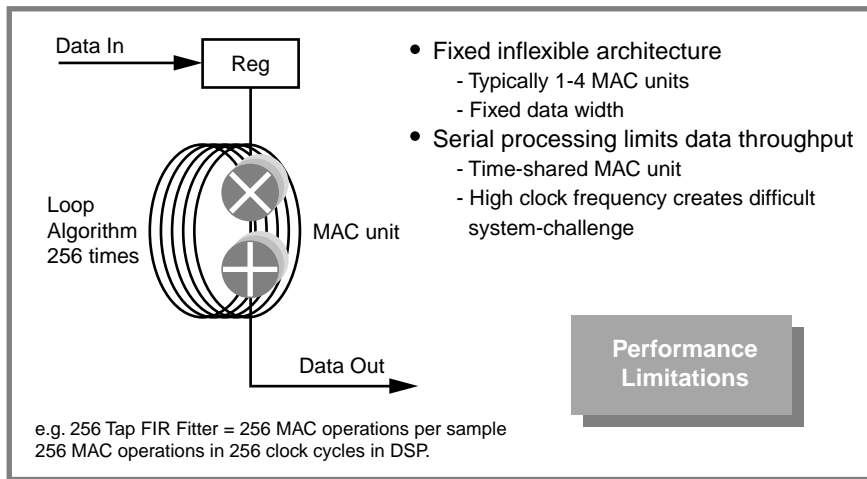 Data In
Reg
Loop
Algorithm
256 times
MAC unit
Data Out
• Fixed inflexible architecture
- Typically 1-4 MAC units
- Fixed data width
• Serial processing limits data throughput
- Time-shared MAC unit
- High clock frequency creates difficult
system-challenge
Performance
Limitations
e.g. 256 Tap FIR Fitter = 256 MAC operations per sample
256 MAC operations in 256 clock cycles in DSP.